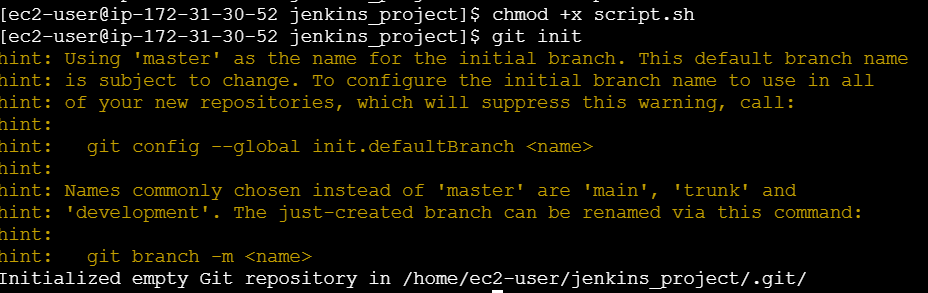 [ec2-user@ip-172-31-30-52 jenkins_project]$ chmod +x script.sh
[ec2-user@ip-172-31-30-52 jenkins_project]$ git init
hint: Using 'master' as the name for the initial branch. This default branch name
hint: is subject to change. To configure the initial branch name to use in all
hint: of your new repositories, which will suppress this warning, call:
hint:
hint:   git config --global init.defaultBranch <name>
hint:
hint: Names commonly chosen instead of 'master' are 'main', 'trunk' and
hint: 'development'. The just-created branch can be renamed via this command:
hint:
hint:   git branch -m <name>
Initialized empty Git repository in /home/ec2-user/jenkins_project/.git/